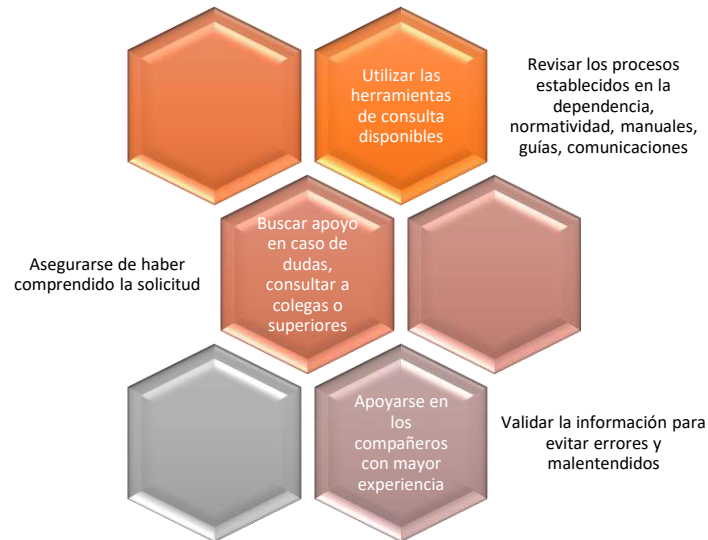 Utilizar las
herramientas
de consulta
disponibles
Revisar los procesos
establecidos en la
dependencia,
normatividad, manuales,
guías, comunicaciones
Asegurarse de haber
comprendido la solicitud
Buscar apoyo
en caso de
dudas,
consultar a
colegas o
superiores
Apoyarse en
los
compañeros
con mayor
experiencia
Validar la información para
evitar errores y
malentendidos